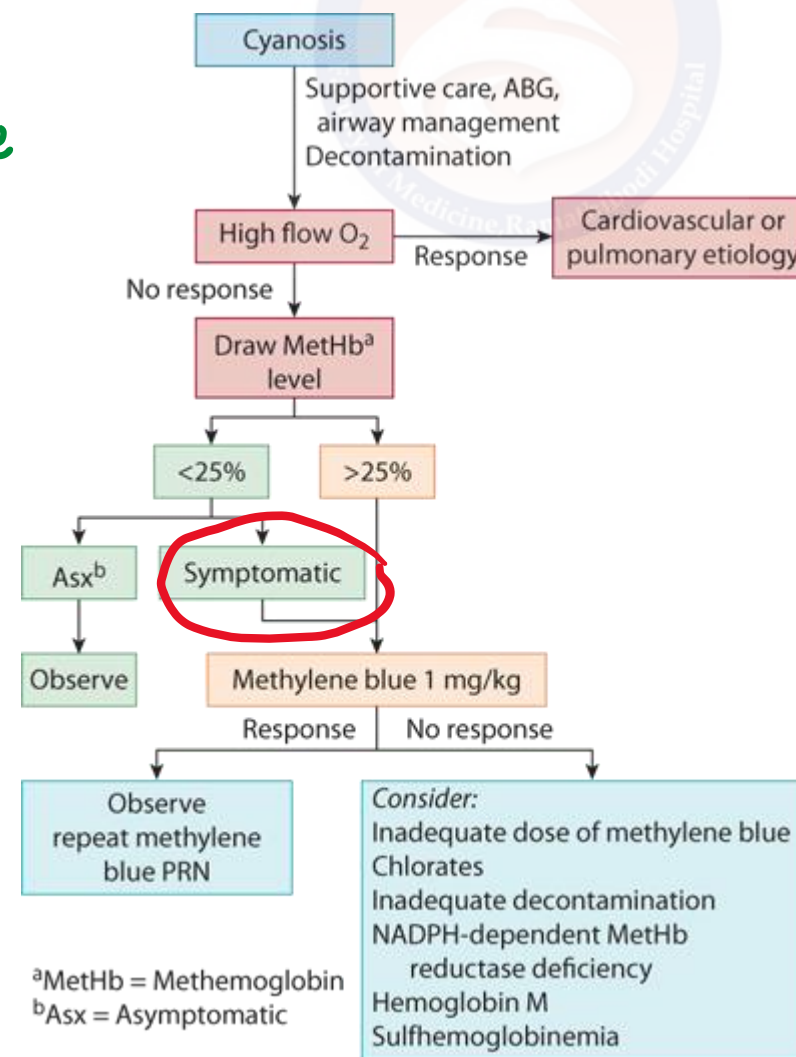 Cyanosis
Supportive care, ABG,
airway management
Decontamination
High flow O₂
Response
Cardiovascular or
pulmonary etiology
No response
Draw MetHbᵃ
level
<25%
>25%
Asxᵇ
Symptomatic
Observe
Methylene blue 1 mg/kg
Response
No response
Observe
repeat methylene
blue PRN
Consider:
Inadequate dose of methylene blue
Chlorates
Inadequate decontamination
NADPH-dependent MetHb
reductase deficiency
Hemoglobin M
Sulfhemoglobinemia
ᵃMetHb = Methemoglobin
ᵇAsx = Asymptomatic